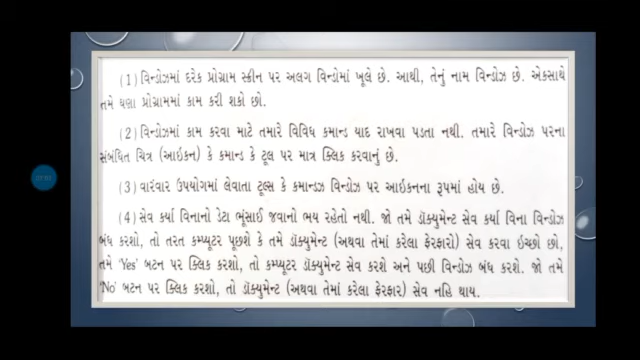 (1) વિન્ડોઝમાં દરેક પ્રોગ્રામ સ્ક્રીન પર અલગ વિન્ડોમાં ખૂલે છે. આથી, તેનું નામ વિન્ડોઝ છે. એકસાથે
તમે ઘણા પ્રોગ્રામમાં કામ કરી શકો છો.
(2) વિન્ડોઝમાં કામ કરવા માટે તમારે વિવિધ કમાન્ડ યાદ રાખવા પડતા નથી. તમારે વિન્ડોઝ પરના
સંબંધિત ચિત્ર (આઇકન) કે કમાન્ડ કે ટૂલ પર માત્ર ક્લિક કરવાનું છે.
(3) વારંવાર ઉપયોગમાં લેવાતા ટૂલ્સ કે કમાન્ડઝ વિન્ડોઝ પર આઇકનના રૂપમાં હોય છે.
(4) સેવ કર્યા વિનાનો ડેટા ભૂંસાઈ જવાનો ભય રહેતો નથી. જો તમે ડૉક્યુમેન્ટ સેવ કર્યા વિના વિન્ડોઝ
બંધ કરશો, તો તરત કમ્પ્યૂટર પૂછશે કે તમે ડૉક્યુમેન્ટ (અથવા તેમાં કરેલા ફેરફારો) સેવ કરવા ઇચ્છો છો,
તમે 'Yes' બટન પર ક્લિક કરશો, તો કમ્પ્યૂટર ડૉક્યુમેન્ટ સેવ કરશે અને પછી વિન્ડોઝ બંધ કરશે. જો તમે
'No' બટન પર ક્લિક કરશો, તો ડૉક્યુમેન્ટ (અથવા તેમાં કરેલા ફેરફાર) સેવ નહિ થાય.